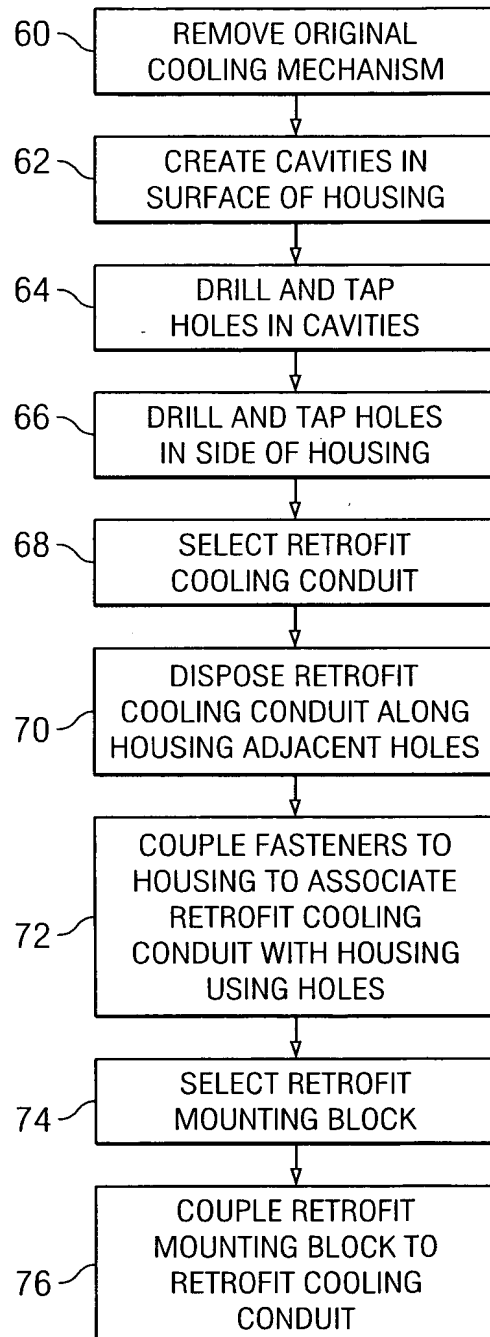 60
REMOVE ORIGINAL
COOLING MECHANISM
62
CREATE CAVITIES IN
SURFACE OF HOUSING
64
DRILL AND TAP
HOLES IN CAVITIES
66
DRILL AND TAP HOLES
IN SIDE OF HOUSING
68
SELECT RETROFIT
COOLING CONDUIT
70
DISPOSE RETROFIT
COOLING CONDUIT ALONG
HOUSING ADJACENT HOLES
72
COUPLE FASTENERS TO
HOUSING TO ASSOCIATE
RETROFIT COOLING
CONDUIT WITH HOUSING
USING HOLES
74
SELECT RETROFIT
MOUNTING BLOCK
76
COUPLE RETROFIT
MOUNTING BLOCK TO
RETROFIT COOLING
CONDUIT